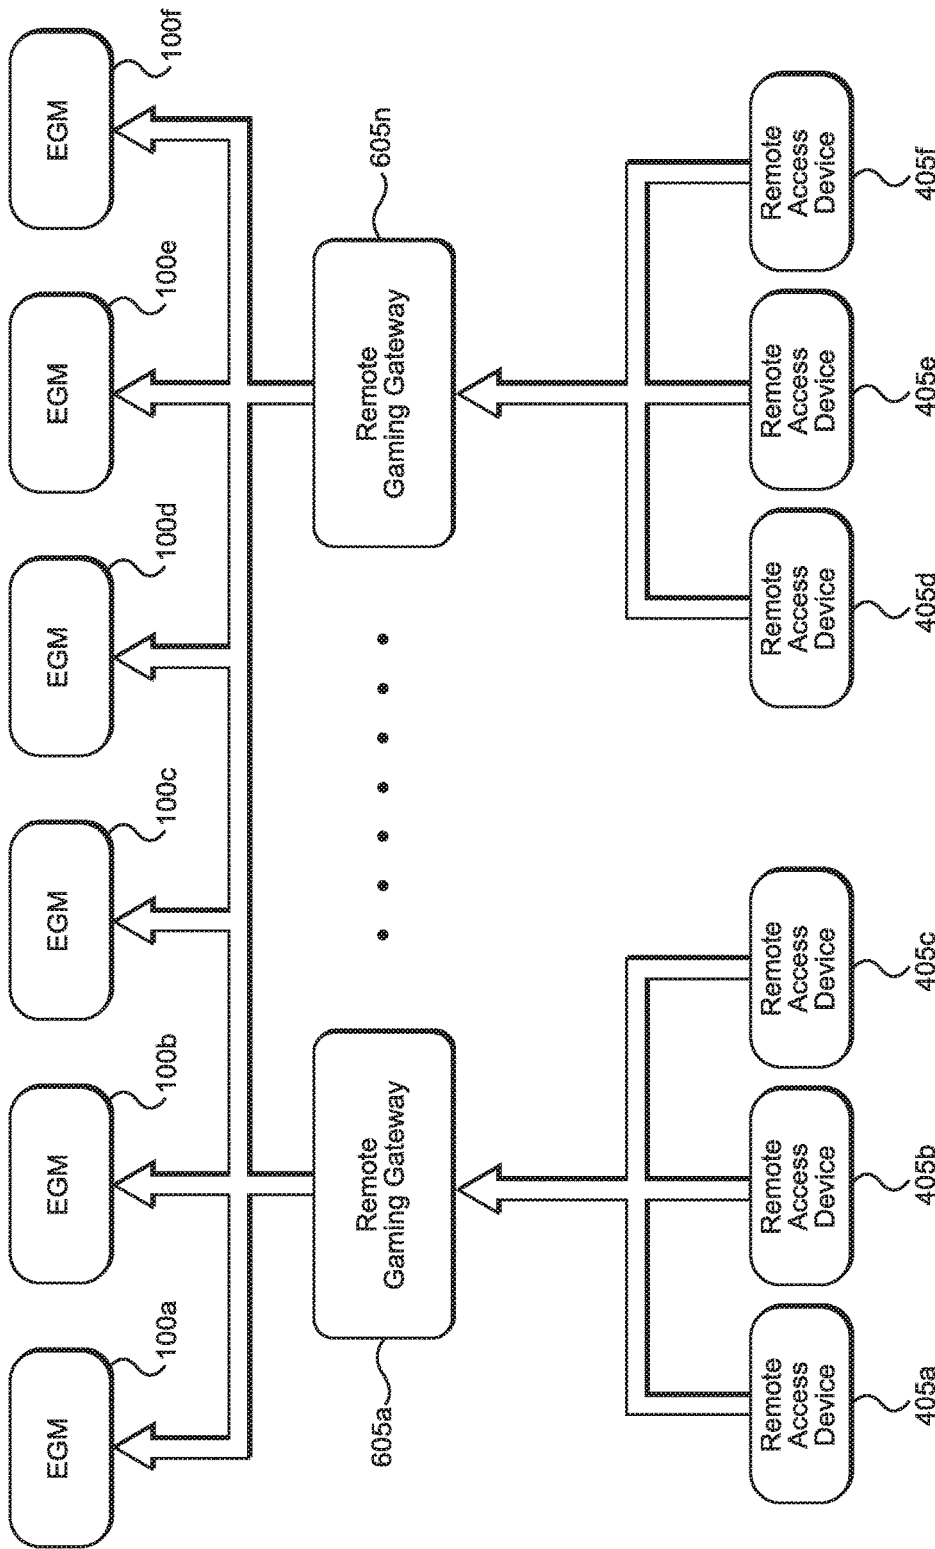 EGM
100a
EGM
100b
EGM
100c
EGM
100d
EGM
100e
EGM
100f
605a
Remote
Gaming Gateway
Remote
Gaming Gateway
605n
Remote
Access
Device
405a
Remote
Access
Device
405b
Remote
Access
Device
405c
Remote
Access
Device
405d
Remote
Access
Device
405e
Remote
Access
Device
405f